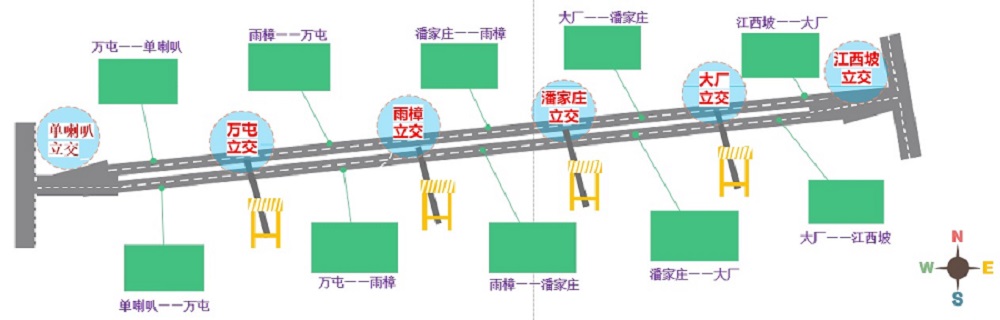 万屯——单喇叭
雨樟——万屯
潘家庄——雨樟
大厂——潘家庄
江西坡——大厂
单喇叭
立交
万屯
立交
雨樟
立交
潘家庄
立交
大厂
立交
江西坡
立交
单喇叭——万屯
万屯——雨樟
雨樟——潘家庄
潘家庄——大厂
大厂——江西坡
N
W
E
S